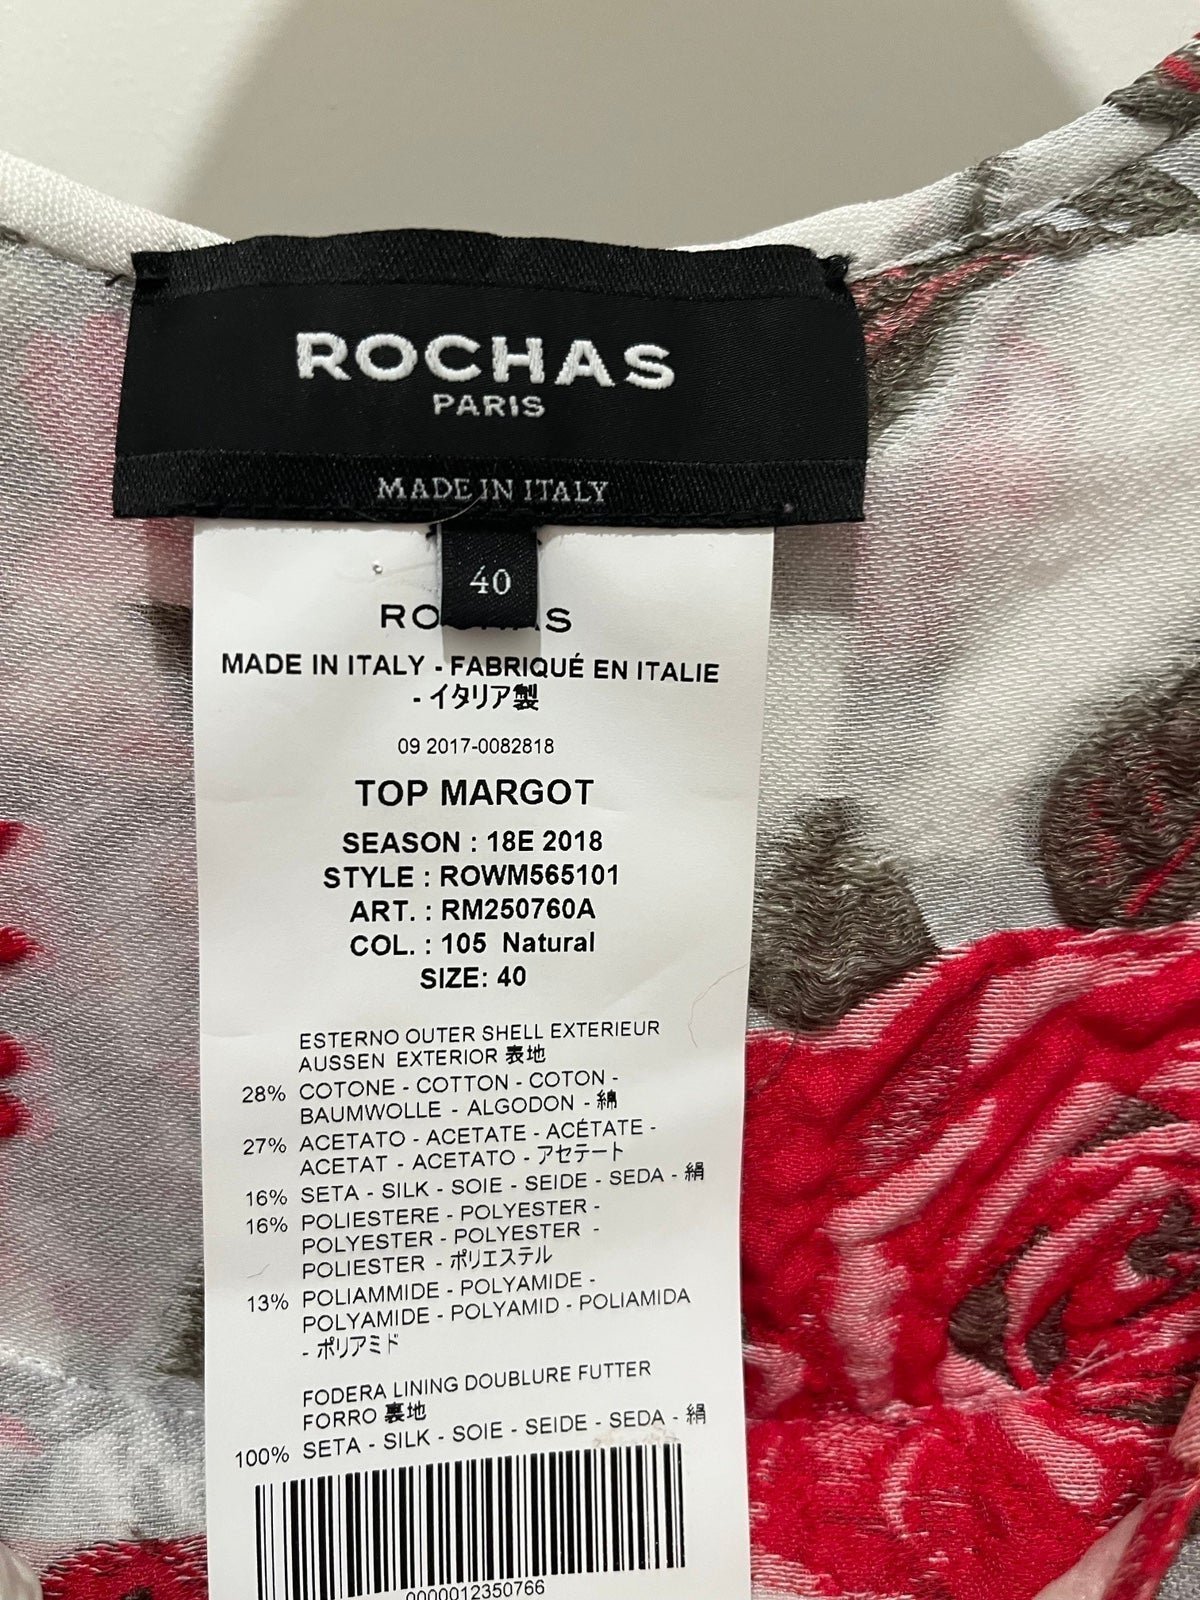 ROCHAS
PARIS
MADE IN ITALY
40
MADE IN ITALY - FABRIQUÉ EN ITALIE
- イタリア製
09 2017-0082818
TOP MARGOT
SEASON : 18E 2018
STYLE : ROWM565101
ART. : RM250760A
COL. : 105 Natural
SIZE: 40
ESTERNO OUTER SHELL EXTERIEUR
AUSSEN EXTERIOR 表地
28% COTONE - COTTON - COTON -
BAUMWOLLE - ALGODON - 綿
27% ACETATO - ACETATE - ACÉTATE -
ACETAT - ACETATO - アセテート
16% SETA - SILK - SOIE - SEIDE - SEDA - 絹
16% POLIESTERE - POLYESTER -
POLYESTER - POLYESTER -
POLIESTER - ポリエステル
13% POLIAMMIDE - POLYAMIDE -
POLYAMIDE - POLYAMID - POLIAMIDA
- ポリアミド
FODERA LINING DOUBLURE FUTTER
FORRO 裏地
100% SETA - SILK - SOIE - SEIDE - SEDA - 絹
0000012350766